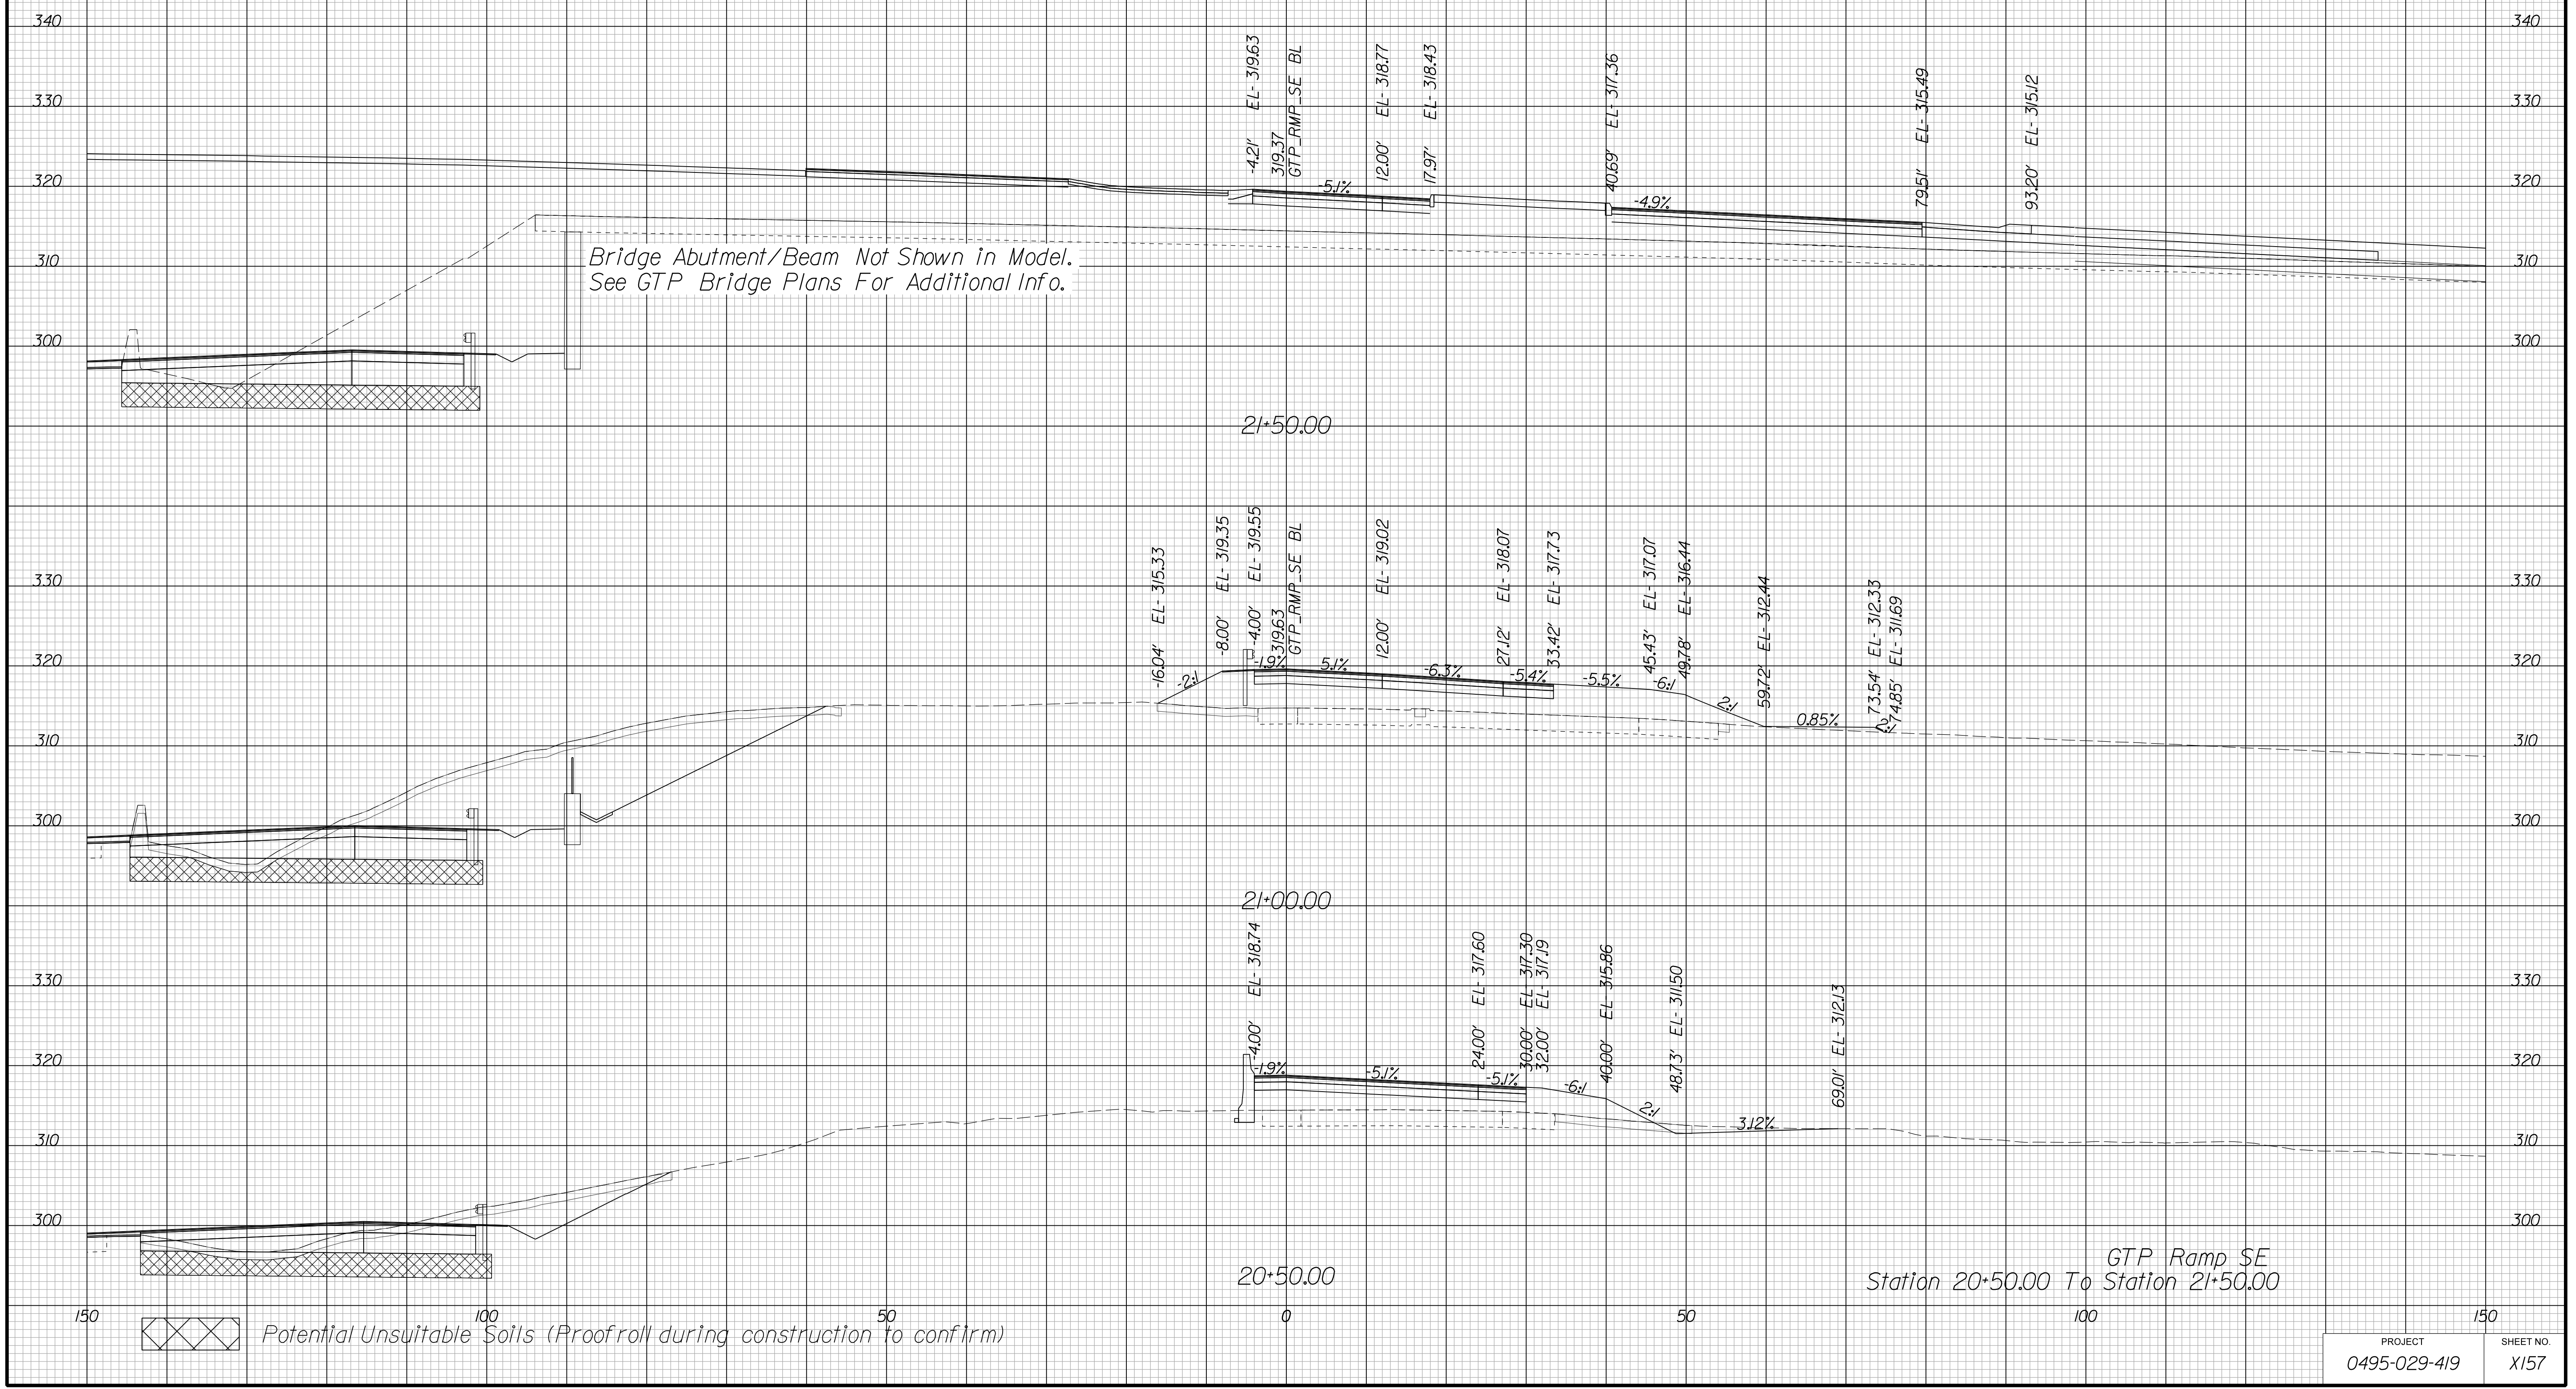 340 340
EL- 319.63
EL- 318.77
EL- 318.43
EL- 317.36
EL- 315.49
EL- 315.12
330 330
-4.21'
319.37
GTP_RMP_SE BL
12.00'
17.97'
40.69'
79.51'
93.20'
320 320
-5.1%
-4.9%
Bridge Abutment/Beam Not Shown in Model.
See GTP Bridge Plans For Additional Info.
310 310
300 300
21+50.00
-16.04' EL- 315.33
-8.00' EL- 319.35
-4.00' EL- 319.55
319.63
GTP_RMP_SE BL
12.00' EL- 319.02
27.12' EL- 318.07
33.42' EL- 317.73
45.43' EL- 317.07
49.78' EL- 316.44
59.72' EL- 312.44
73.54' EL- 312.33
74.85' EL- 311.69
330 330
320 320
-2:1
-1.9%
5.1%
-6.3%
-5.4%
-5.5%
-6:1
2:1
0.85%
2:1
310 310
300 300
21+00.00
-4.00' EL- 318.74
24.00' EL- 317.60
30.00' EL- 317.30
32.00' EL- 317.19
40.00' EL- 315.86
48.73' EL- 311.50
69.01' EL- 312.13
330 330
320 320
-1.9%
-5.1%
-5.1%
-6:1
2:1
3.12%
310 310
300 300
20+50.00
GTP Ramp SE
Station 20+50.00 To Station 21+50.00
150 100 50 0 50 100 150
Potential Unsuitable Soils (Proofroll during construction to confirm)
PROJECT SHEET NO.
0495-029-419 X157